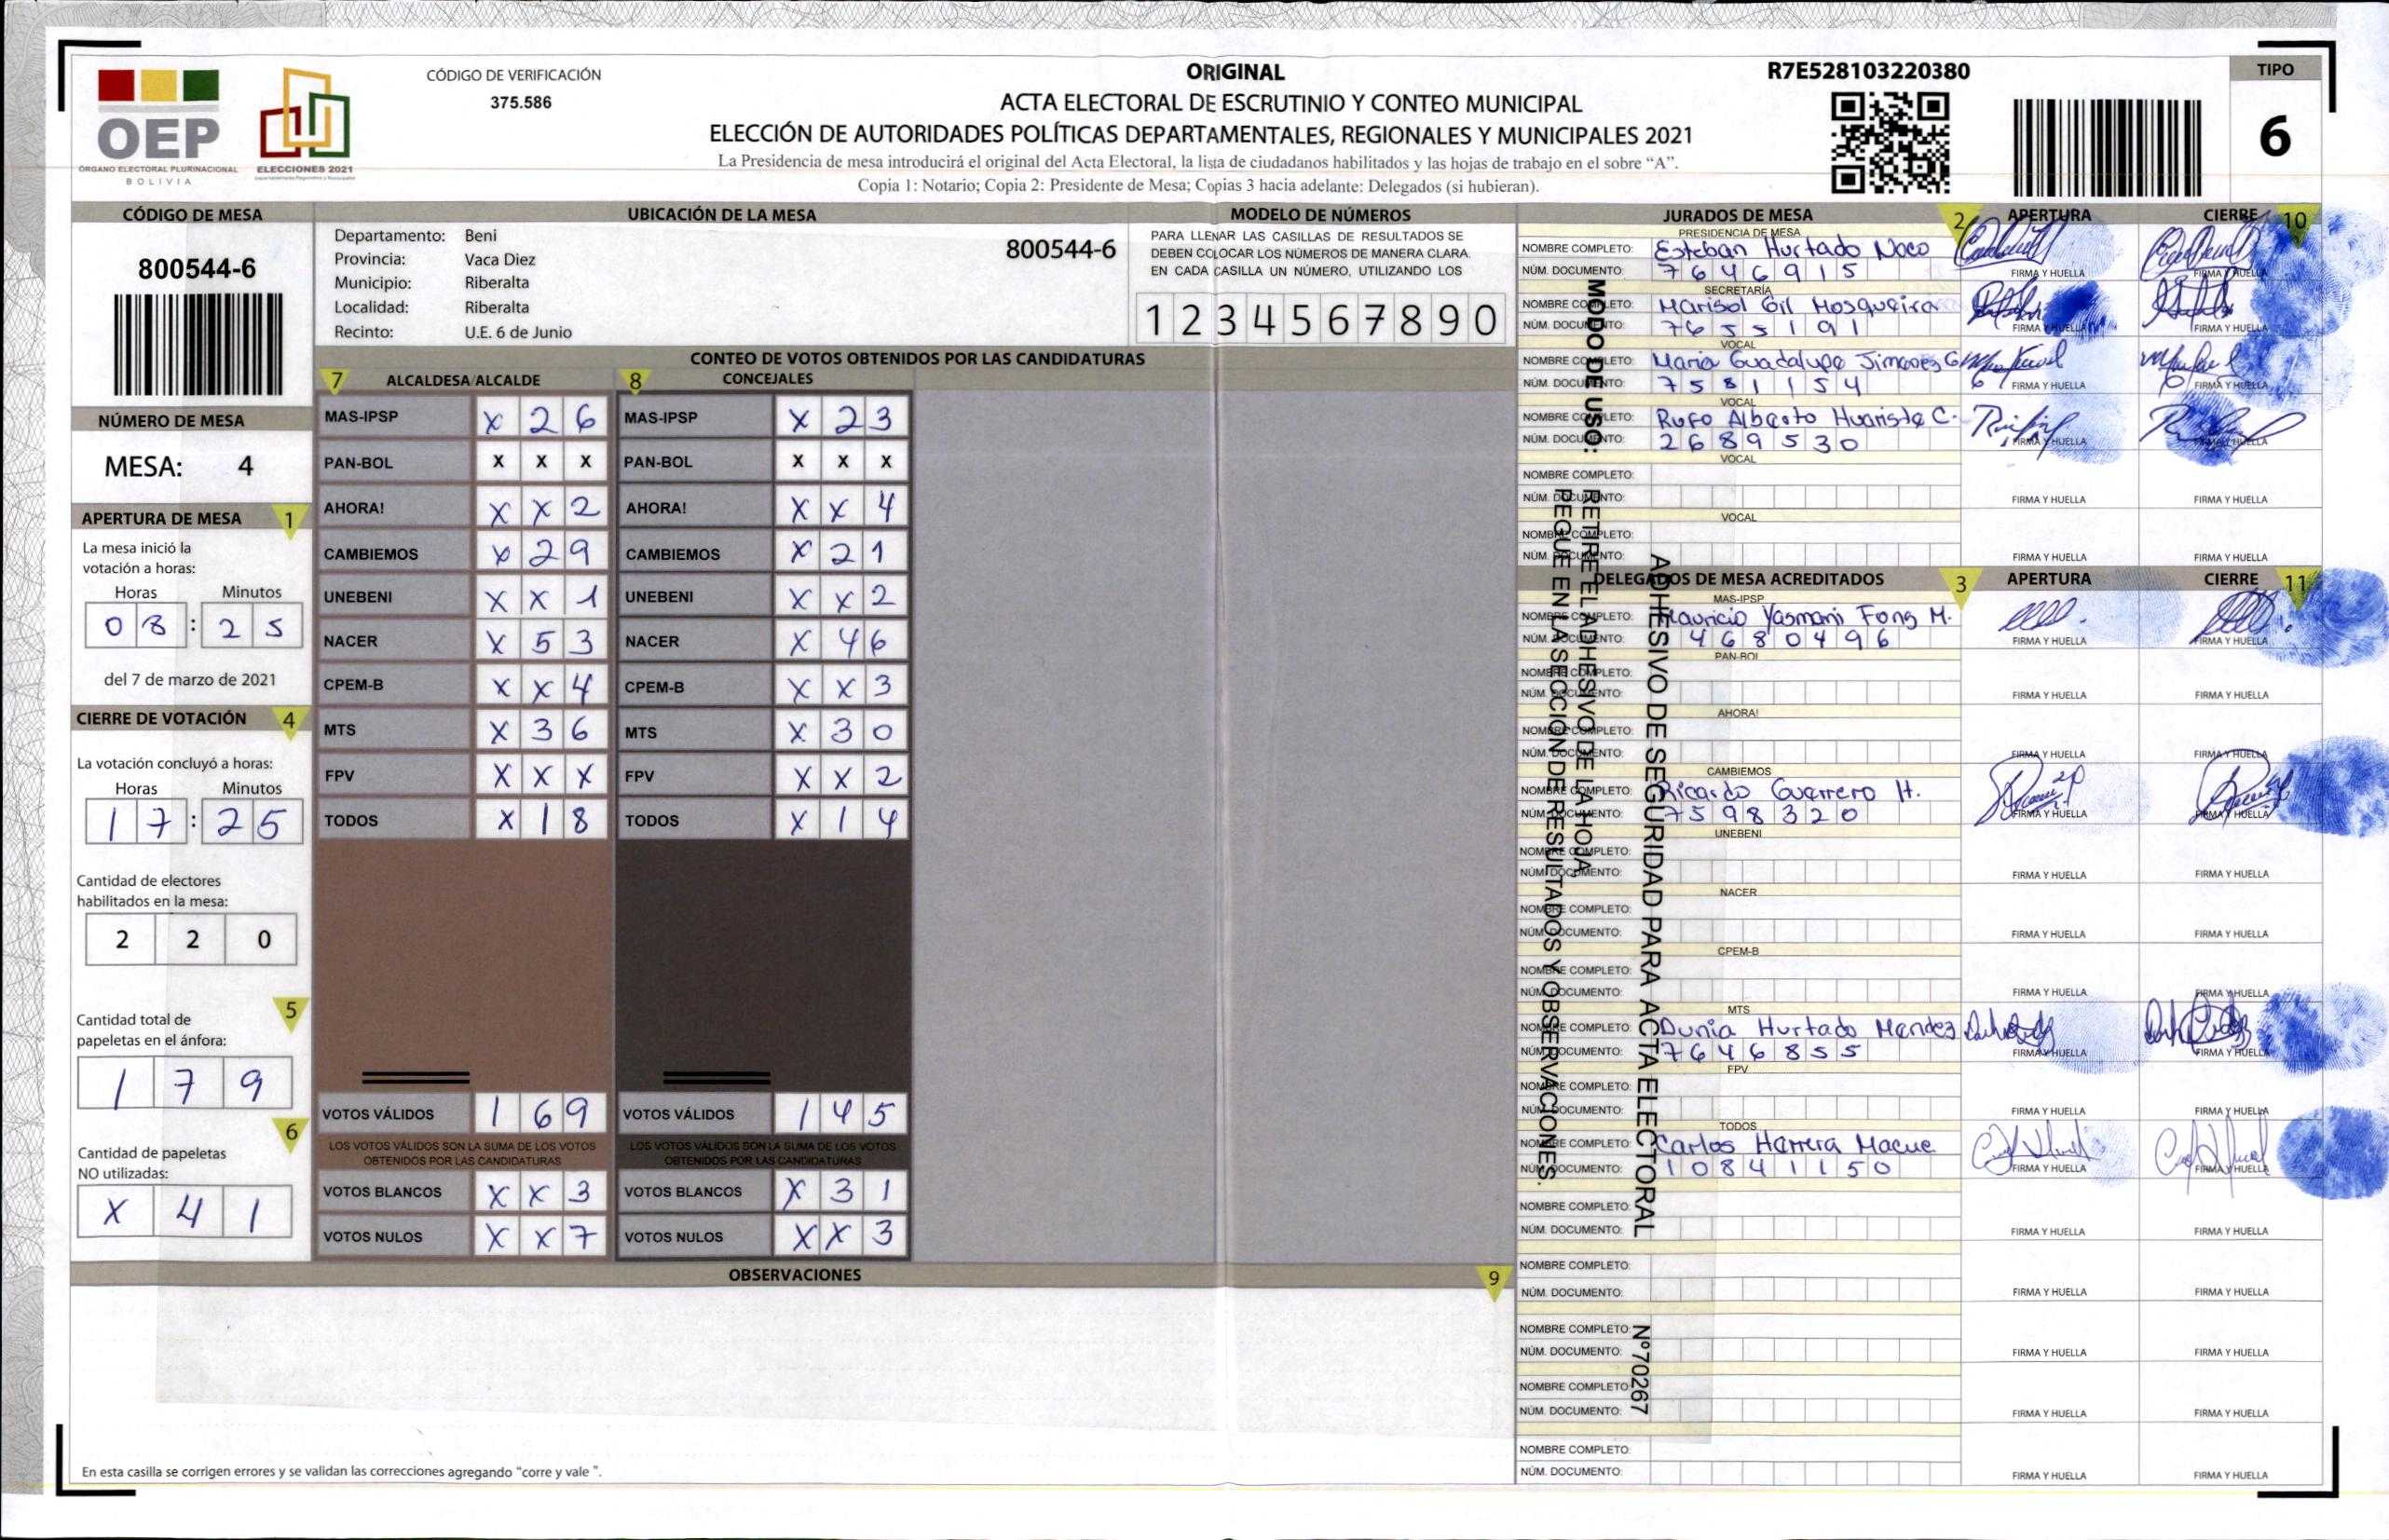 CÓDIGO DE VERIFICACIÓN
375.586
OEP
ÓRGANO ELECTORAL PLURINACIONAL
BOLIVIA
ELECCIONES 2021
ORIGINAL
ACTA ELECTORAL DE ESCRUTINIO Y CONTEO MUNICIPAL
ELECCIÓN DE AUTORIDADES POLÍTICAS DEPARTAMENTALES, REGIONALES Y MUNICIPALES 2021
La Presidencia de mesa introducirá el original del Acta Electoral, la lista de ciudadanos habilitados y las hojas de trabajo en el sobre “A”.
Copia 1: Notario; Copia 2: Presidente de Mesa; Copias 3 hacia adelante: Delegados (si hubieran).
R7E528103220380
TIPO
6
CÓDIGO DE MESA
800544-6
NÚMERO DE MESA
MESA: 4
APERTURA DE MESA 1
La mesa inició la
votación a horas:
Horas Minutos
0 8 : 2 5
del 7 de marzo de 2021
CIERRE DE VOTACIÓN 4
La votación concluyó a horas:
Horas Minutos
1 7 : 2 5
Cantidad de electores
habilitados en la mesa:
2 2 0
5
Cantidad total de
papeletas en el ánfora:
1 7 9
6
Cantidad de papeletas
NO utilizadas:
X 4 1
UBICACIÓN DE LA MESA
Departamento: Beni
Provincia: Vaca Diez
Municipio: Riberalta
Localidad: Riberalta
Recinto: U.E. 6 de Junio
800544-6
MODELO DE NÚMEROS
PARA LLENAR LAS CASILLAS DE RESULTADOS SE
DEBEN COLOCAR LOS NÚMEROS DE MANERA CLARA.
EN CADA CASILLA UN NÚMERO, UTILIZANDO LOS
1 2 3 4 5 6 7 8 9 0
CONTEO DE VOTOS OBTENIDOS POR LAS CANDIDATURAS
7 ALCALDESA/ALCALDE 8 CONCEJALES
MAS-IPSP X 2 6 MAS-IPSP X 2 3
PAN-BOL X X X PAN-BOL X X X
AHORA! X X 2 AHORA! X X 4
CAMBIEMOS X 2 9 CAMBIEMOS X 2 1
UNEBENI X X 1 UNEBENI X X 2
NACER X 5 3 NACER X 4 6
CPEM-B X X 4 CPEM-B X X 3
MTS X 3 6 MTS X 3 0
FPV X X X FPV X X 2
TODOS X 1 8 TODOS X 1 4
VOTOS VÁLIDOS 1 6 9 VOTOS VÁLIDOS 1 4 5
LOS VOTOS VÁLIDOS SON LA SUMA DE LOS VOTOS LOS VOTOS VÁLIDOS SON LA SUMA DE LOS VOTOS
OBTENIDOS POR LAS CANDIDATURAS OBTENIDOS POR LAS CANDIDATURAS
VOTOS BLANCOS X X 3 VOTOS BLANCOS X 3 1
VOTOS NULOS X X 7 VOTOS NULOS X X 3
OBSERVACIONES 9
En esta casilla se corrigen errores y se validan las correcciones agregando “corre y vale ”.
JURADOS DE MESA 2 APERTURA CIERRE 10
PRESIDENCIA DE MESA
NOMBRE COMPLETO: Esteban Hurtado Noco
NÚM. DOCUMENTO: 7 6 4 6 9 1 5 FIRMA Y HUELLA FIRMA Y HUELLA
SECRETARÍA
NOMBRE COMPLETO: Marisol Gil Mosqueira
NÚM. DOCUMENTO: 7 6 5 5 1 9 1 FIRMA Y HUELLA FIRMA Y HUELLA
VOCAL
NOMBRE COMPLETO: Maria Guadalupe Jimenez G
NÚM. DOCUMENTO: 7 5 8 1 1 5 4 FIRMA Y HUELLA FIRMA Y HUELLA
VOCAL
NOMBRE COMPLETO: Rufo Alberto Huariste C.
NÚM. DOCUMENTO: 2 6 8 9 5 3 0 FIRMA Y HUELLA FIRMA Y HUELLA
VOCAL
NOMBRE COMPLETO:
NÚM. DOCUMENTO: FIRMA Y HUELLA FIRMA Y HUELLA
VOCAL
NOMBRE COMPLETO:
NÚM. DOCUMENTO: FIRMA Y HUELLA FIRMA Y HUELLA
DELEGADOS DE MESA ACREDITADOS 3 APERTURA CIERRE 11
MAS-IPSP
NOMBRE COMPLETO: Mauricio Yasmani Fong M.
NÚM. DOCUMENTO: 4 6 8 0 4 9 6 FIRMA Y HUELLA FIRMA Y HUELLA
PAN-BOL
NOMBRE COMPLETO:
NÚM. DOCUMENTO: FIRMA Y HUELLA FIRMA Y HUELLA
AHORA!
NOMBRE COMPLETO:
NÚM. DOCUMENTO: FIRMA Y HUELLA FIRMA Y HUELLA
CAMBIEMOS
NOMBRE COMPLETO: Ricardo Guerrero H.
NÚM. DOCUMENTO: 7 5 9 8 3 2 0 FIRMA Y HUELLA FIRMA Y HUELLA
UNEBENI
NOMBRE COMPLETO:
NÚM. DOCUMENTO: FIRMA Y HUELLA FIRMA Y HUELLA
NACER
NOMBRE COMPLETO:
NÚM. DOCUMENTO: FIRMA Y HUELLA FIRMA Y HUELLA
CPEM-B
NOMBRE COMPLETO:
NÚM. DOCUMENTO: FIRMA Y HUELLA FIRMA Y HUELLA
MTS
NOMBRE COMPLETO: Dunia Hurtado Mendez
NÚM. DOCUMENTO: 7 6 4 6 8 5 5 FIRMA Y HUELLA FIRMA Y HUELLA
FPV
NOMBRE COMPLETO:
NÚM. DOCUMENTO: FIRMA Y HUELLA FIRMA Y HUELLA
TODOS
NOMBRE COMPLETO: Carlos Herrera Macue
NÚM. DOCUMENTO: 1 0 8 4 1 1 5 0 FIRMA Y HUELLA FIRMA Y HUELLA
NOMBRE COMPLETO:
NÚM. DOCUMENTO: FIRMA Y HUELLA FIRMA Y HUELLA
NOMBRE COMPLETO:
NÚM. DOCUMENTO: FIRMA Y HUELLA FIRMA Y HUELLA
NOMBRE COMPLETO:
NÚM. DOCUMENTO: FIRMA Y HUELLA FIRMA Y HUELLA
NOMBRE COMPLETO:
NÚM. DOCUMENTO: FIRMA Y HUELLA FIRMA Y HUELLA
NOMBRE COMPLETO:
NÚM. DOCUMENTO: FIRMA Y HUELLA FIRMA Y HUELLA
ADHESIVO DE SEGURIDAD PARA ACTA ELECTORAL Nº70267
MODO DE USO:
RETIRE EL ADHESIVO DE LA HOJA
PEGUE EN LA SECCIÓN DE RESULTADOS Y OBSERVACIONES.